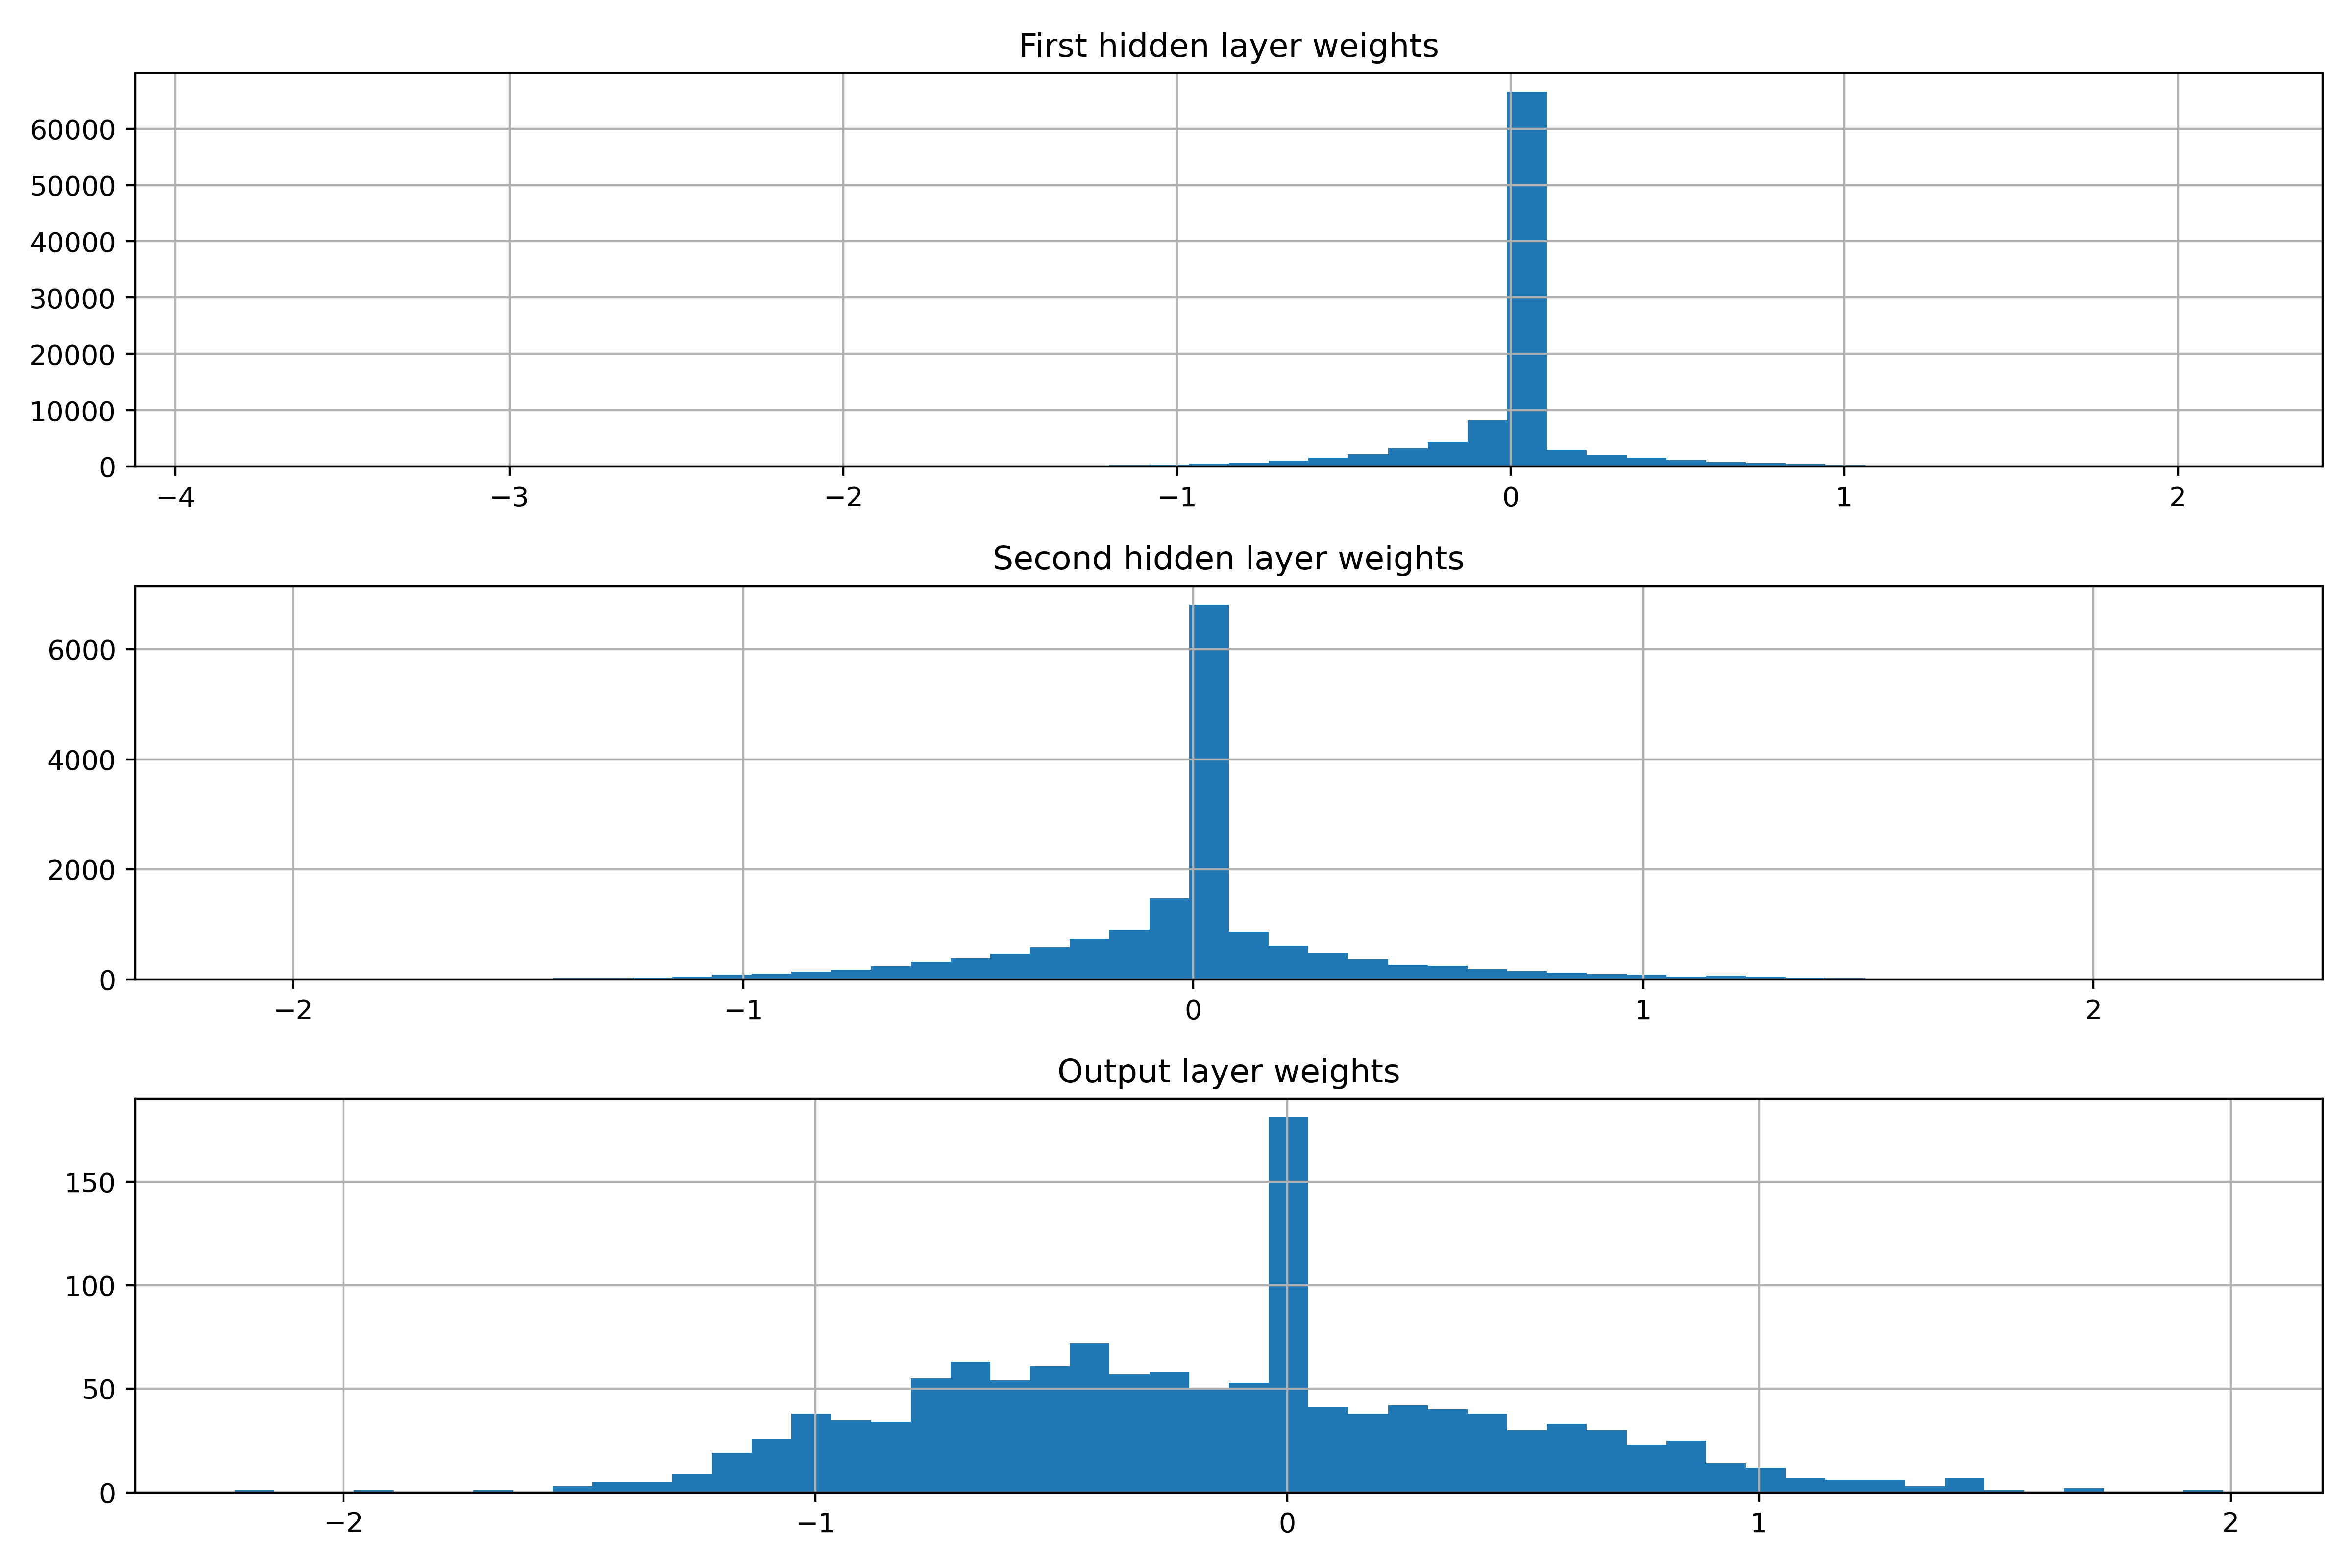 First hidden layer weights
60000
50000
40000
30000
20000
10000
0
−4 −3 −2 −1 0 1 2
Second hidden layer weights
6000
4000
2000
0
−2 −1 0 1 2
Output layer weights
150
100
50
0
−2 −1 0 1 2